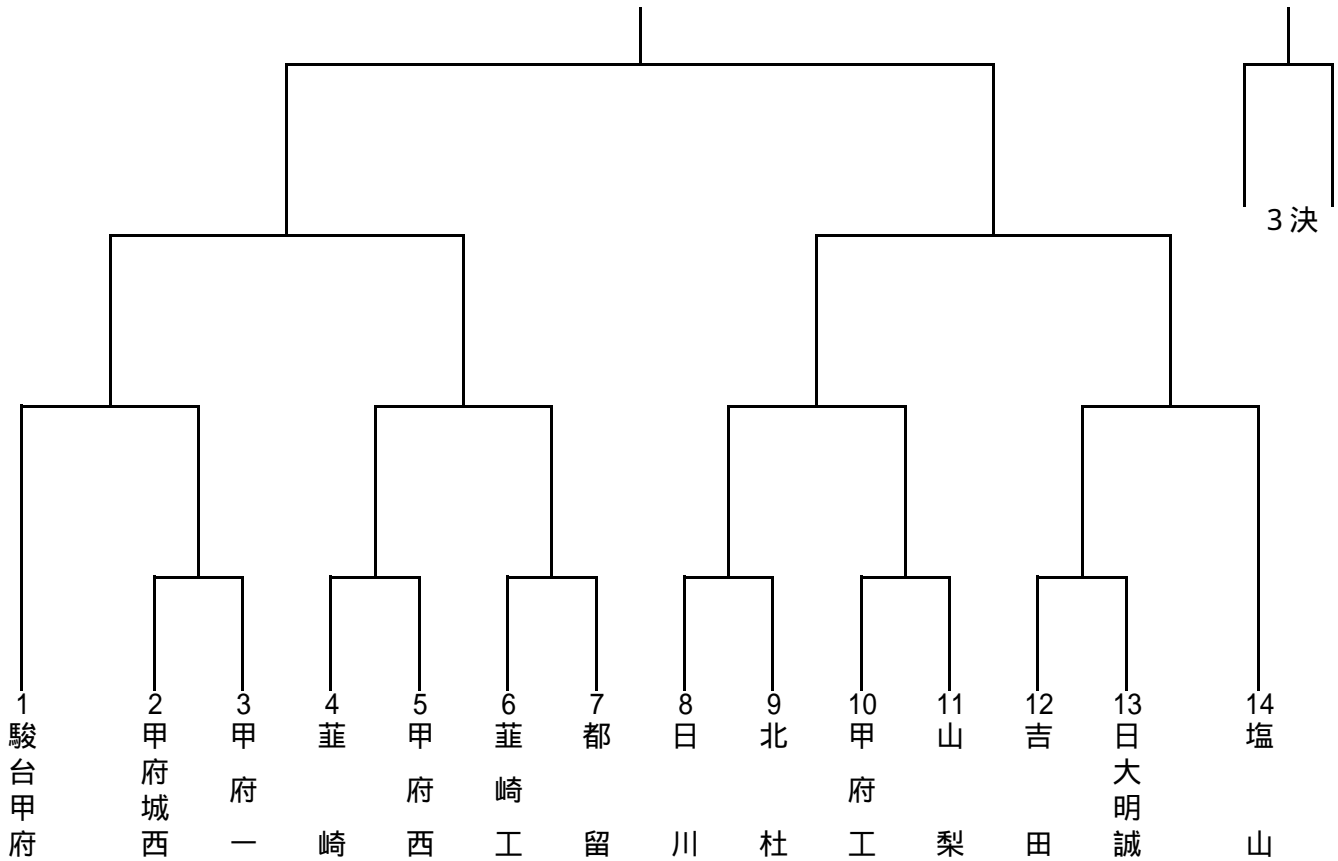 3決
1 駿台甲府
2 甲府城西
3 甲府一
4 韮崎
5 甲府西
6 韮崎工
7 都留
8 日川
9 北杜
10 甲府工
11 山梨
12 吉田
13 日大明誠
14 塩山